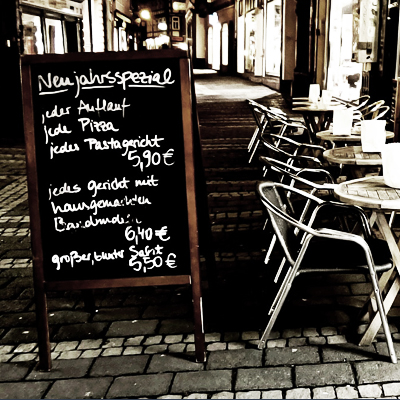 Neujahrsspezial
jeder Auflauf
jede Pizza
jedes Pastagericht
5,90 €
jedes gericht mit
hausgemachten
Bandnudeln
6,40 €
großer, bunter Salat
5,50 €